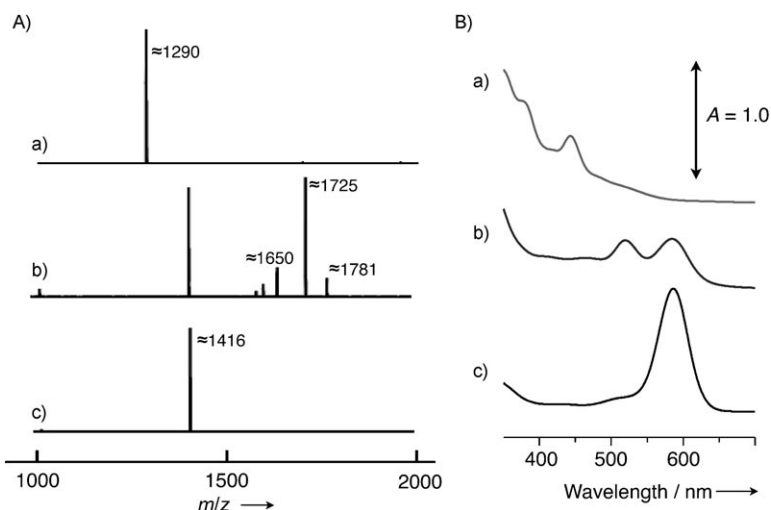 A)
≈1290
a)
≈1725
≈1650
≈1781
b)
≈1416
c)
1000 1500 2000
m/z
B)
a)
A = 1.0
b)
c)
400 500 600
Wavelength / nm